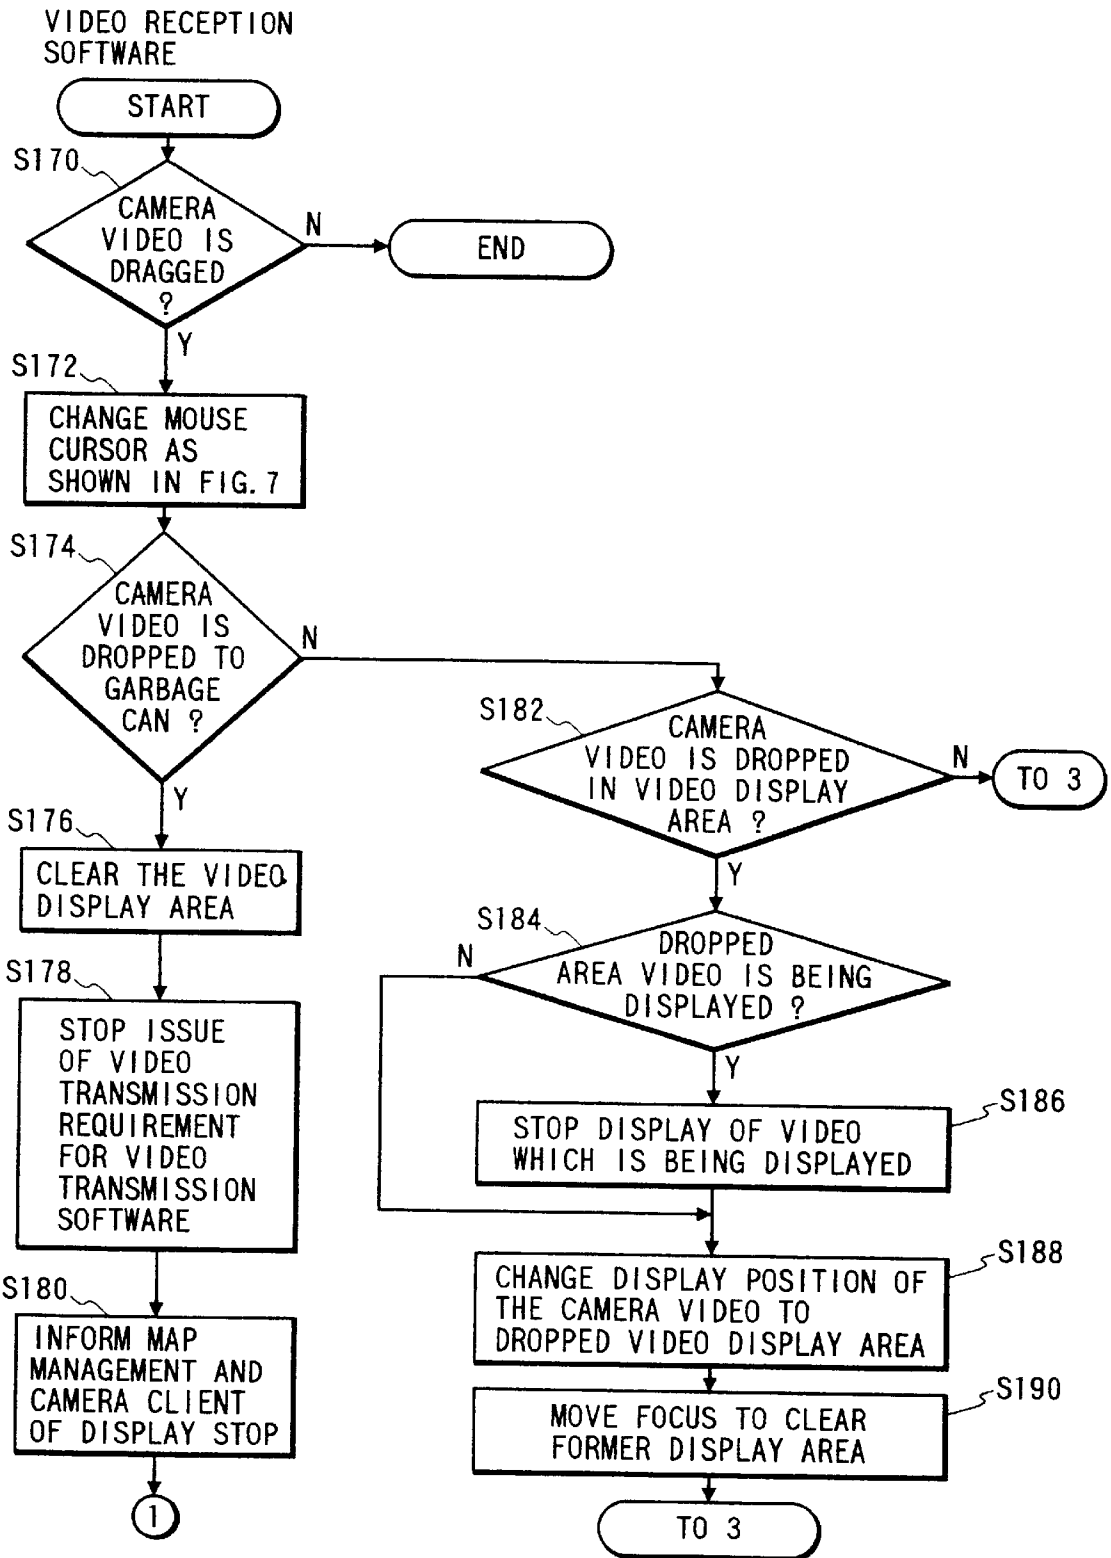 VIDEO RECEPTION
SOFTWARE
START
S170
CAMERA
VIDEO IS
DRAGGED
?
N
END
Y
S172
CHANGE MOUSE
CURSOR AS
SHOWN IN FIG. 7
S174
CAMERA
VIDEO IS
DROPPED TO
GARBAGE
CAN ?
N
Y
S176
CLEAR THE VIDEO
DISPLAY AREA
S178
STOP ISSUE
OF VIDEO
TRANSMISSION
REQUIREMENT
FOR VIDEO
TRANSMISSION
SOFTWARE
S180
INFORM MAP
MANAGEMENT AND
CAMERA CLIENT
OF DISPLAY STOP
1
S182
CAMERA
VIDEO IS DROPPED
IN VIDEO DISPLAY
AREA ?
N
TO 3
Y
S184
DROPPED
AREA VIDEO IS BEING
DISPLAYED ?
N
Y
S186
STOP DISPLAY OF VIDEO
WHICH IS BEING DISPLAYED
S188
CHANGE DISPLAY POSITION OF
THE CAMERA VIDEO TO
DROPPED VIDEO DISPLAY AREA
S190
MOVE FOCUS TO CLEAR
FORMER DISPLAY AREA
TO 3